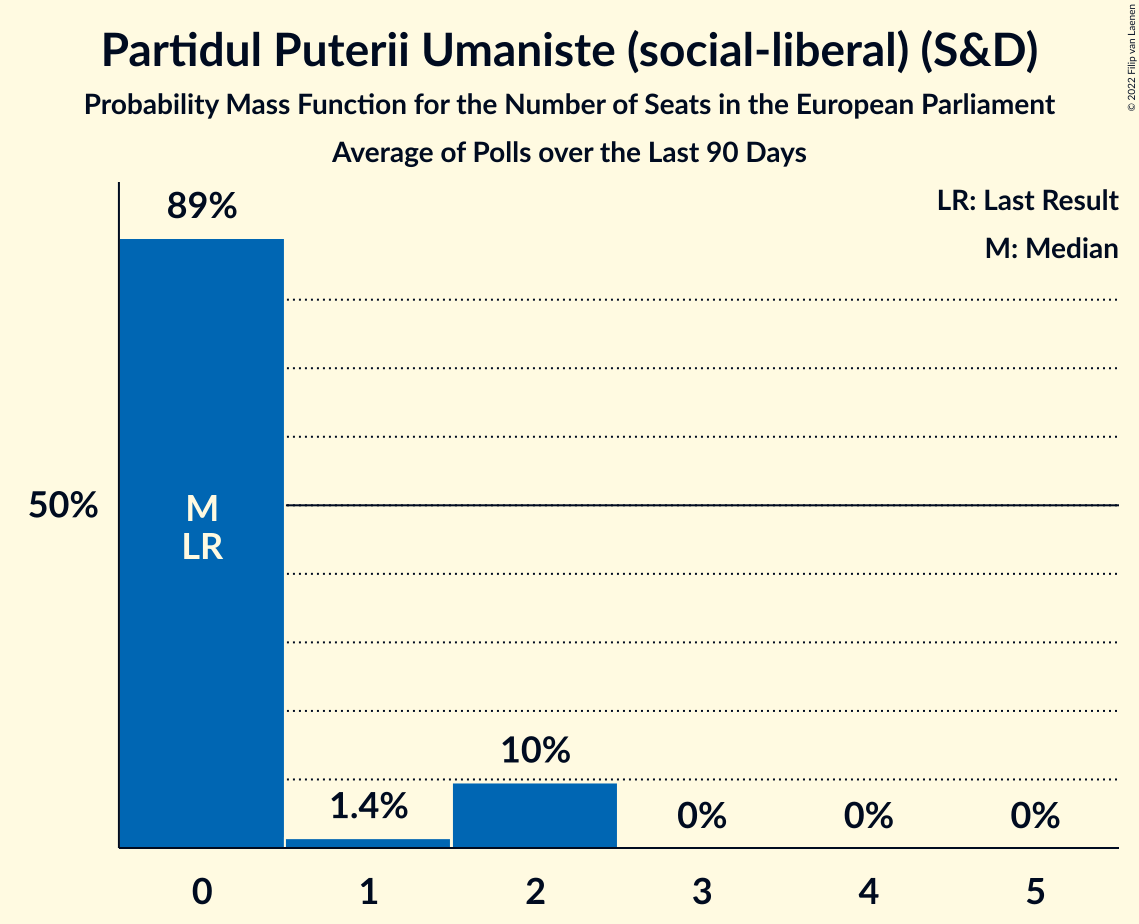 Partidul Puterii Umaniste (social-liberal) (S&D)
Probability Mass Function for the Number of Seats in the European Parliament
Average of Polls over the Last 90 Days
© 2022 Filip van Laenen
LR: Last Result
M: Median
89%
50%
M
LR
1.4%
10%
0%
0%
0%
0
1
2
3
4
5